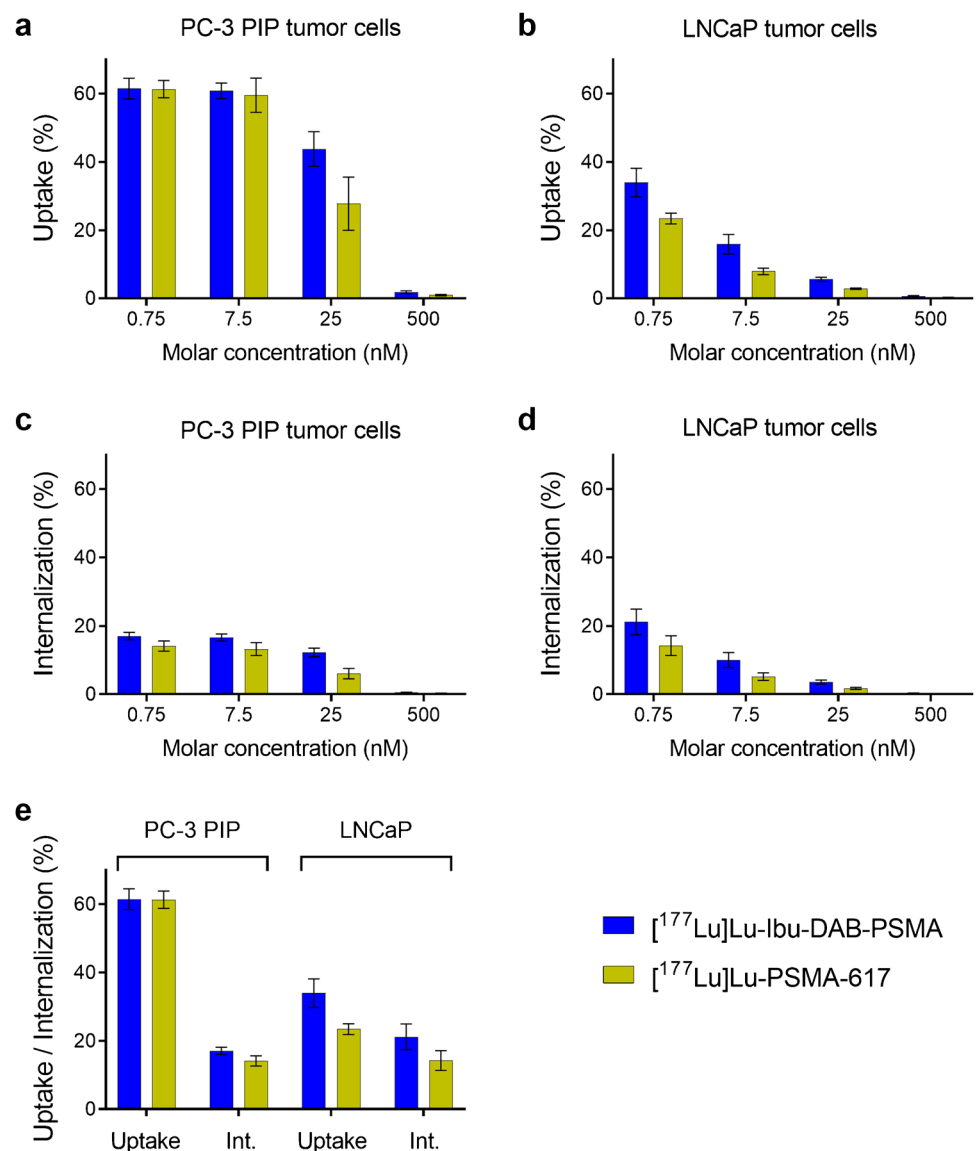 a
PC-3 PIP tumor cells
Uptake (%)
60
40
20
0
0.75 7.5 25 500
Molar concentration (nM)
b
LNCaP tumor cells
Uptake (%)
60
40
20
0
0.75 7.5 25 500
Molar concentration (nM)
c
PC-3 PIP tumor cells
Internalization (%)
60
40
20
0
0.75 7.5 25 500
Molar concentration (nM)
d
LNCaP tumor cells
Internalization (%)
60
40
20
0
0.75 7.5 25 500
Molar concentration (nM)
e
PC-3 PIP LNCaP
Uptake / Internalization (%)
60
40
20
0
Uptake Int. Uptake Int.
[¹⁷⁷Lu]Lu-Ibu-DAB-PSMA
[¹⁷⁷Lu]Lu-PSMA-617